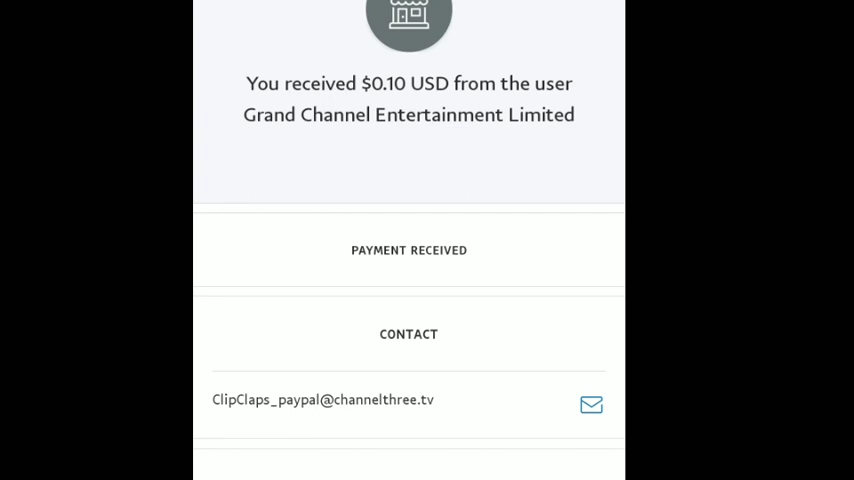 You received $0.10 USD from the user
Grand Channel Entertainment Limited
PAYMENT RECEIVED
CONTACT
ClipClaps_paypal@channelthree.tv